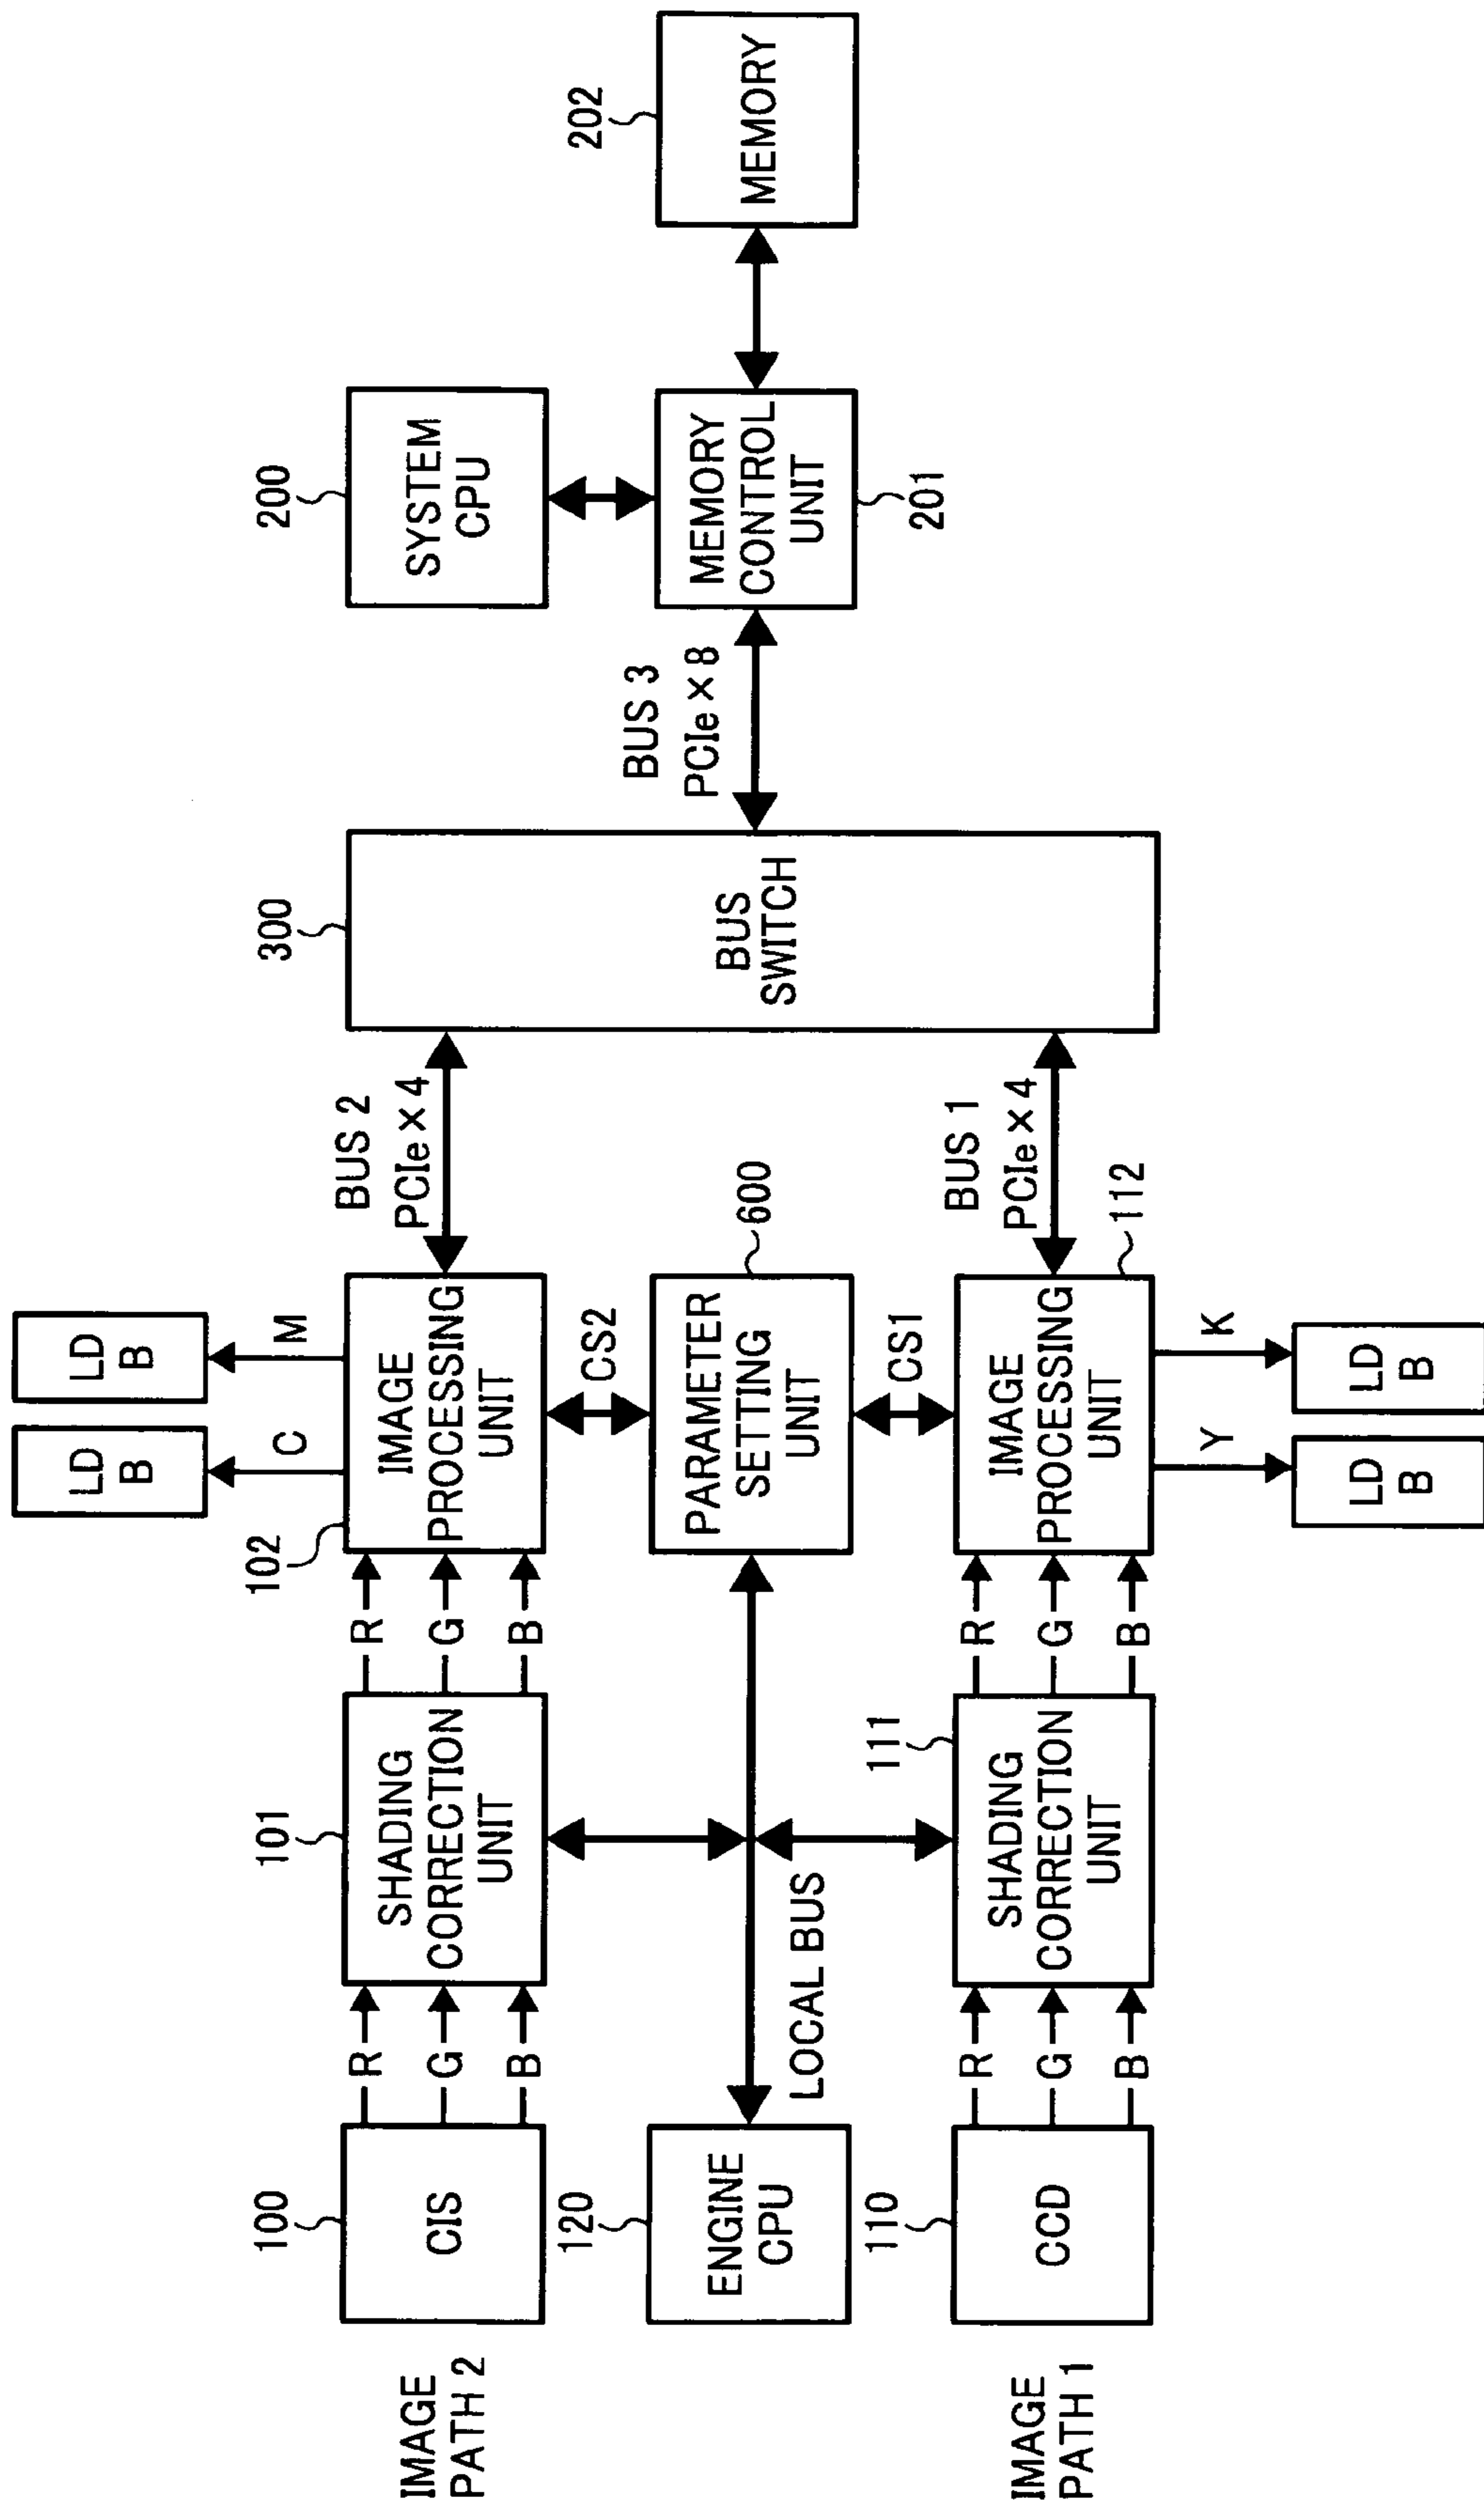 IMAGE
PATH 2
100
CIS
R
G
B
101
SHADING
CORRECTION
UNIT
R
G
B
102
IMAGE
PROCESSING
UNIT
C
LD
B
M
LD
B
BUS 2
PCIe × 4
300
BUS
SWITCH
BUS 3
PCIe × 8
200
SYSTEM
CPU
MEMORY
CONTROL
UNIT
201
202
MEMORY
120
ENGINE
CPU
LOCAL BUS
PARAMETER
SETTING
UNIT
600
CS2
CS1
IMAGE
PATH 1
110
CCD
R
G
B
111
SHADING
CORRECTION
UNIT
R
G
B
IMAGE
PROCESSING
UNIT
112
Y
LD
B
K
LD
B
BUS 1
PCIe × 4